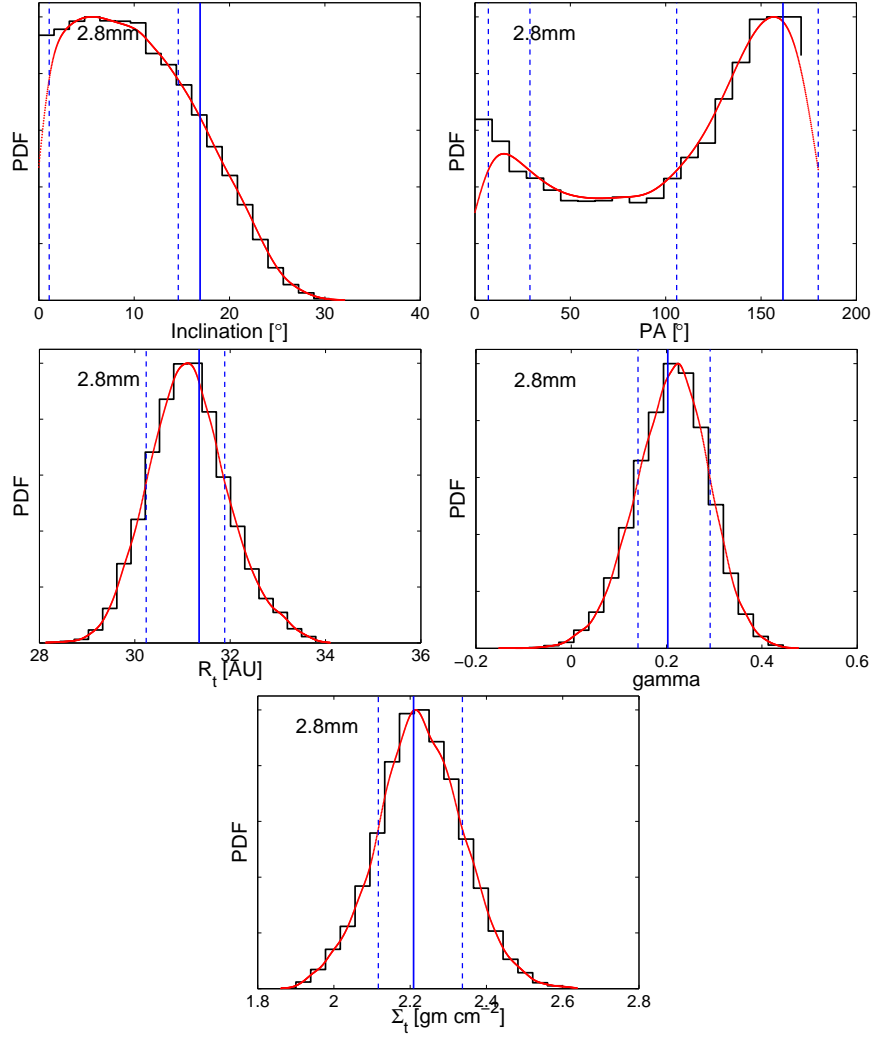 2.8mm
PDF
0
10
20
30
40
Inclination [°]
2.8mm
PDF
0
50
100
150
200
PA [°]
2.8mm
PDF
28
30
32
34
36
R_t [AU]
2.8mm
PDF
−0.2
0
0.2
0.4
0.6
gamma
2.8mm
PDF
1.8
2
2.2
2.4
2.6
2.8
Σ_t [gm cm⁻²]